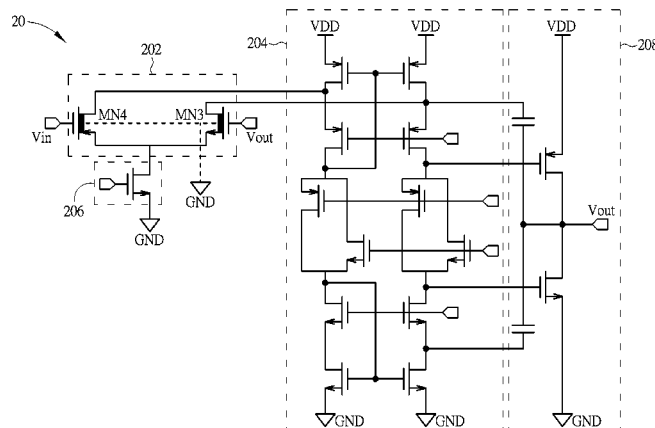 20
202
204
VDD
VDD
VDD
208
MN4
MN3
Vin
Vout
206
GND
GND
Vout
GND
GND
GND